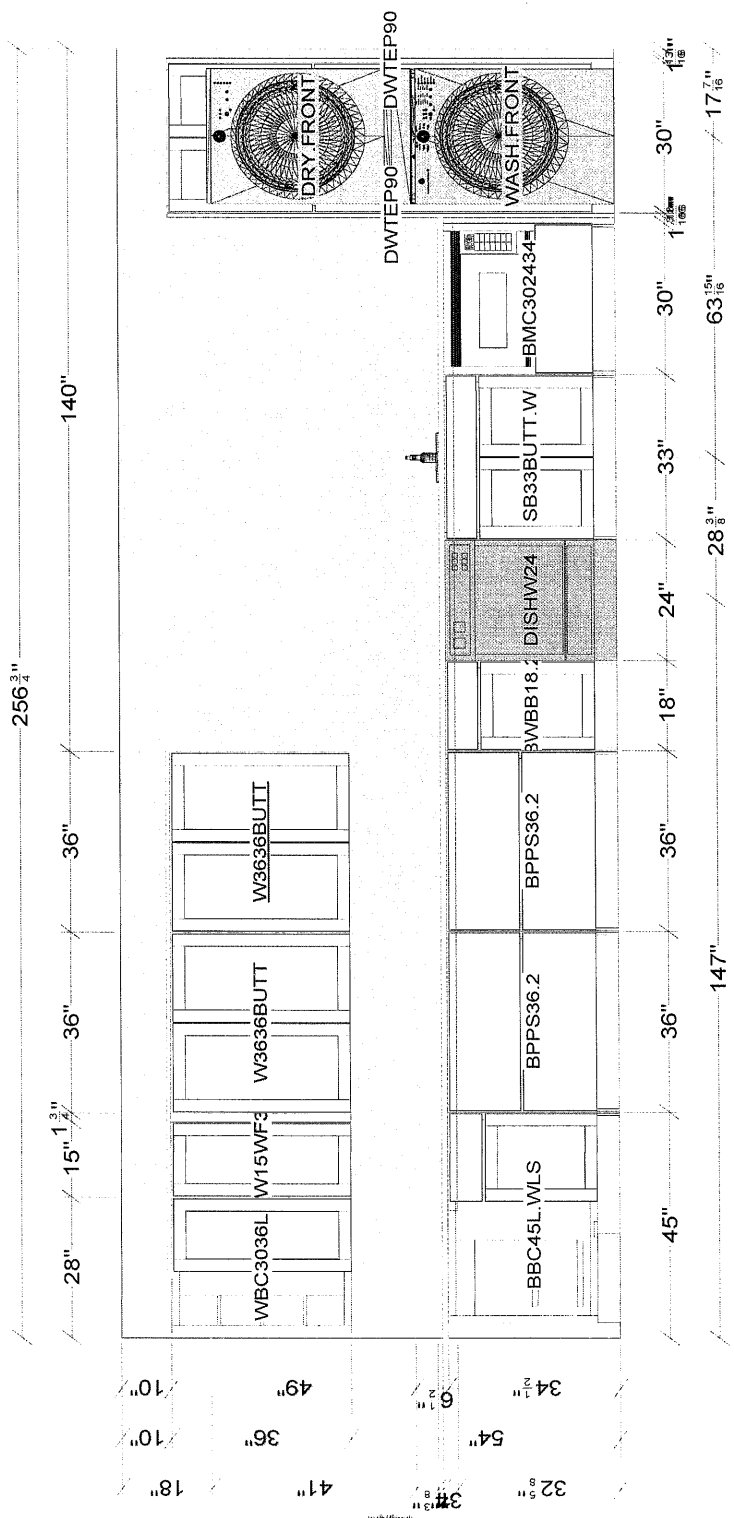 256 3/4"
28"
15"
1 3/4"
36"
36"
140"
WBC3036L
W15WF3
W3636BUTT
W3636BUTT
DRY.FRONT
DWTEP90
DWTEP90
WASH.FRONT
BBC45L.WLS
BPPS36.2
BPPS36.2
BWBB18.2
DISHW24
SB33BUTT.W
BMC302434
45"
36"
36"
18"
24"
33"
30"
30"
147"
28 3/8"
63 15/16"
17 7/16"
10"
49"
6 1/2"
34 1/2"
10"
36"
54"
18"
41"
32 5/8"